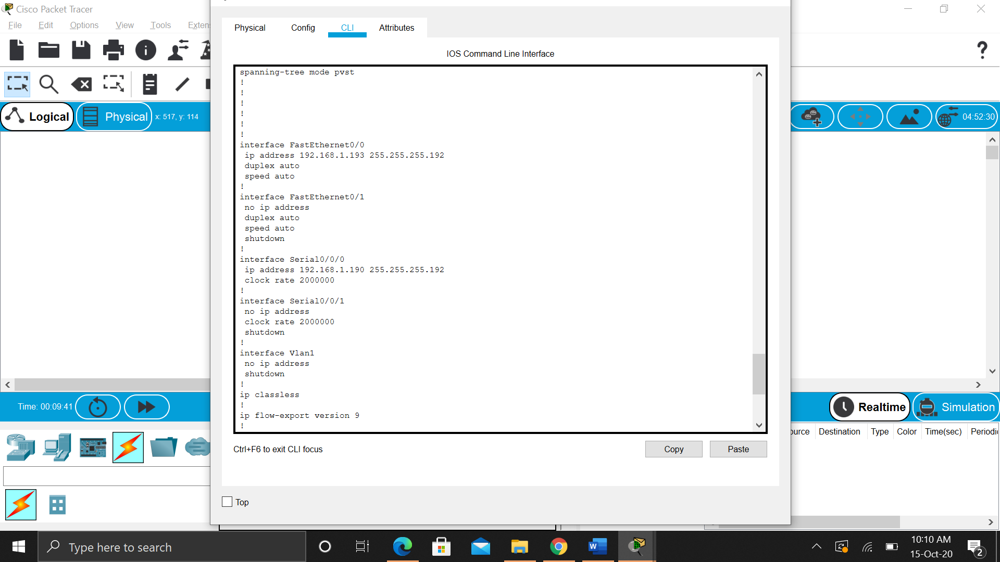 Cisco Packet Tracer
File Edit Options View Tools Exten
Physical Config CLI Attributes
IOS Command Line Interface
spanning-tree mode pvst
!
!
!
!
!
!
interface FastEthernet0/0
ip address 192.168.1.193 255.255.255.192
duplex auto
speed auto
!
interface FastEthernet0/1
no ip address
duplex auto
speed auto
shutdown
!
interface Serial0/0/0
ip address 192.168.1.190 255.255.255.192
clock rate 2000000
!
interface Serial0/0/1
no ip address
clock rate 2000000
shutdown
!
interface Vlan1
no ip address
shutdown
!
ip classless
!
ip flow-export version 9
!
Ctrl+F6 to exit CLI focus
Copy Paste
Top
Logical Physical x: 517, y: 114
04:52:30
Time: 00:09:41
Realtime Simulation
ource Destination Type Color Time(sec) Periodi
Type here to search
W
10:10 AM
15-Oct-20
2